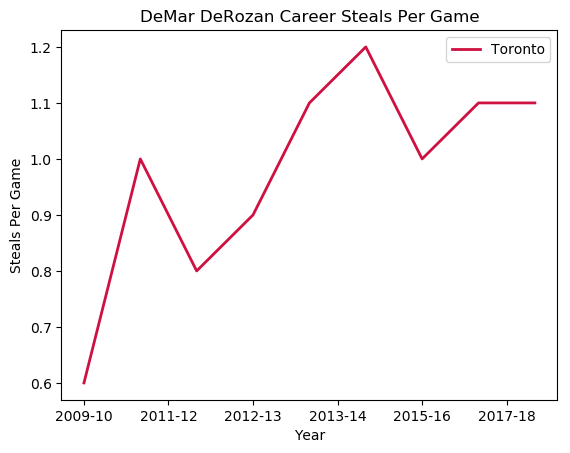 DeMar DeRozan Career Steals Per Game
Toronto
1.2
1.1
1.0
0.9
0.8
0.7
0.6
Steals Per Game
2009-10 2011-12 2012-13 2013-14 2015-16 2017-18
Year